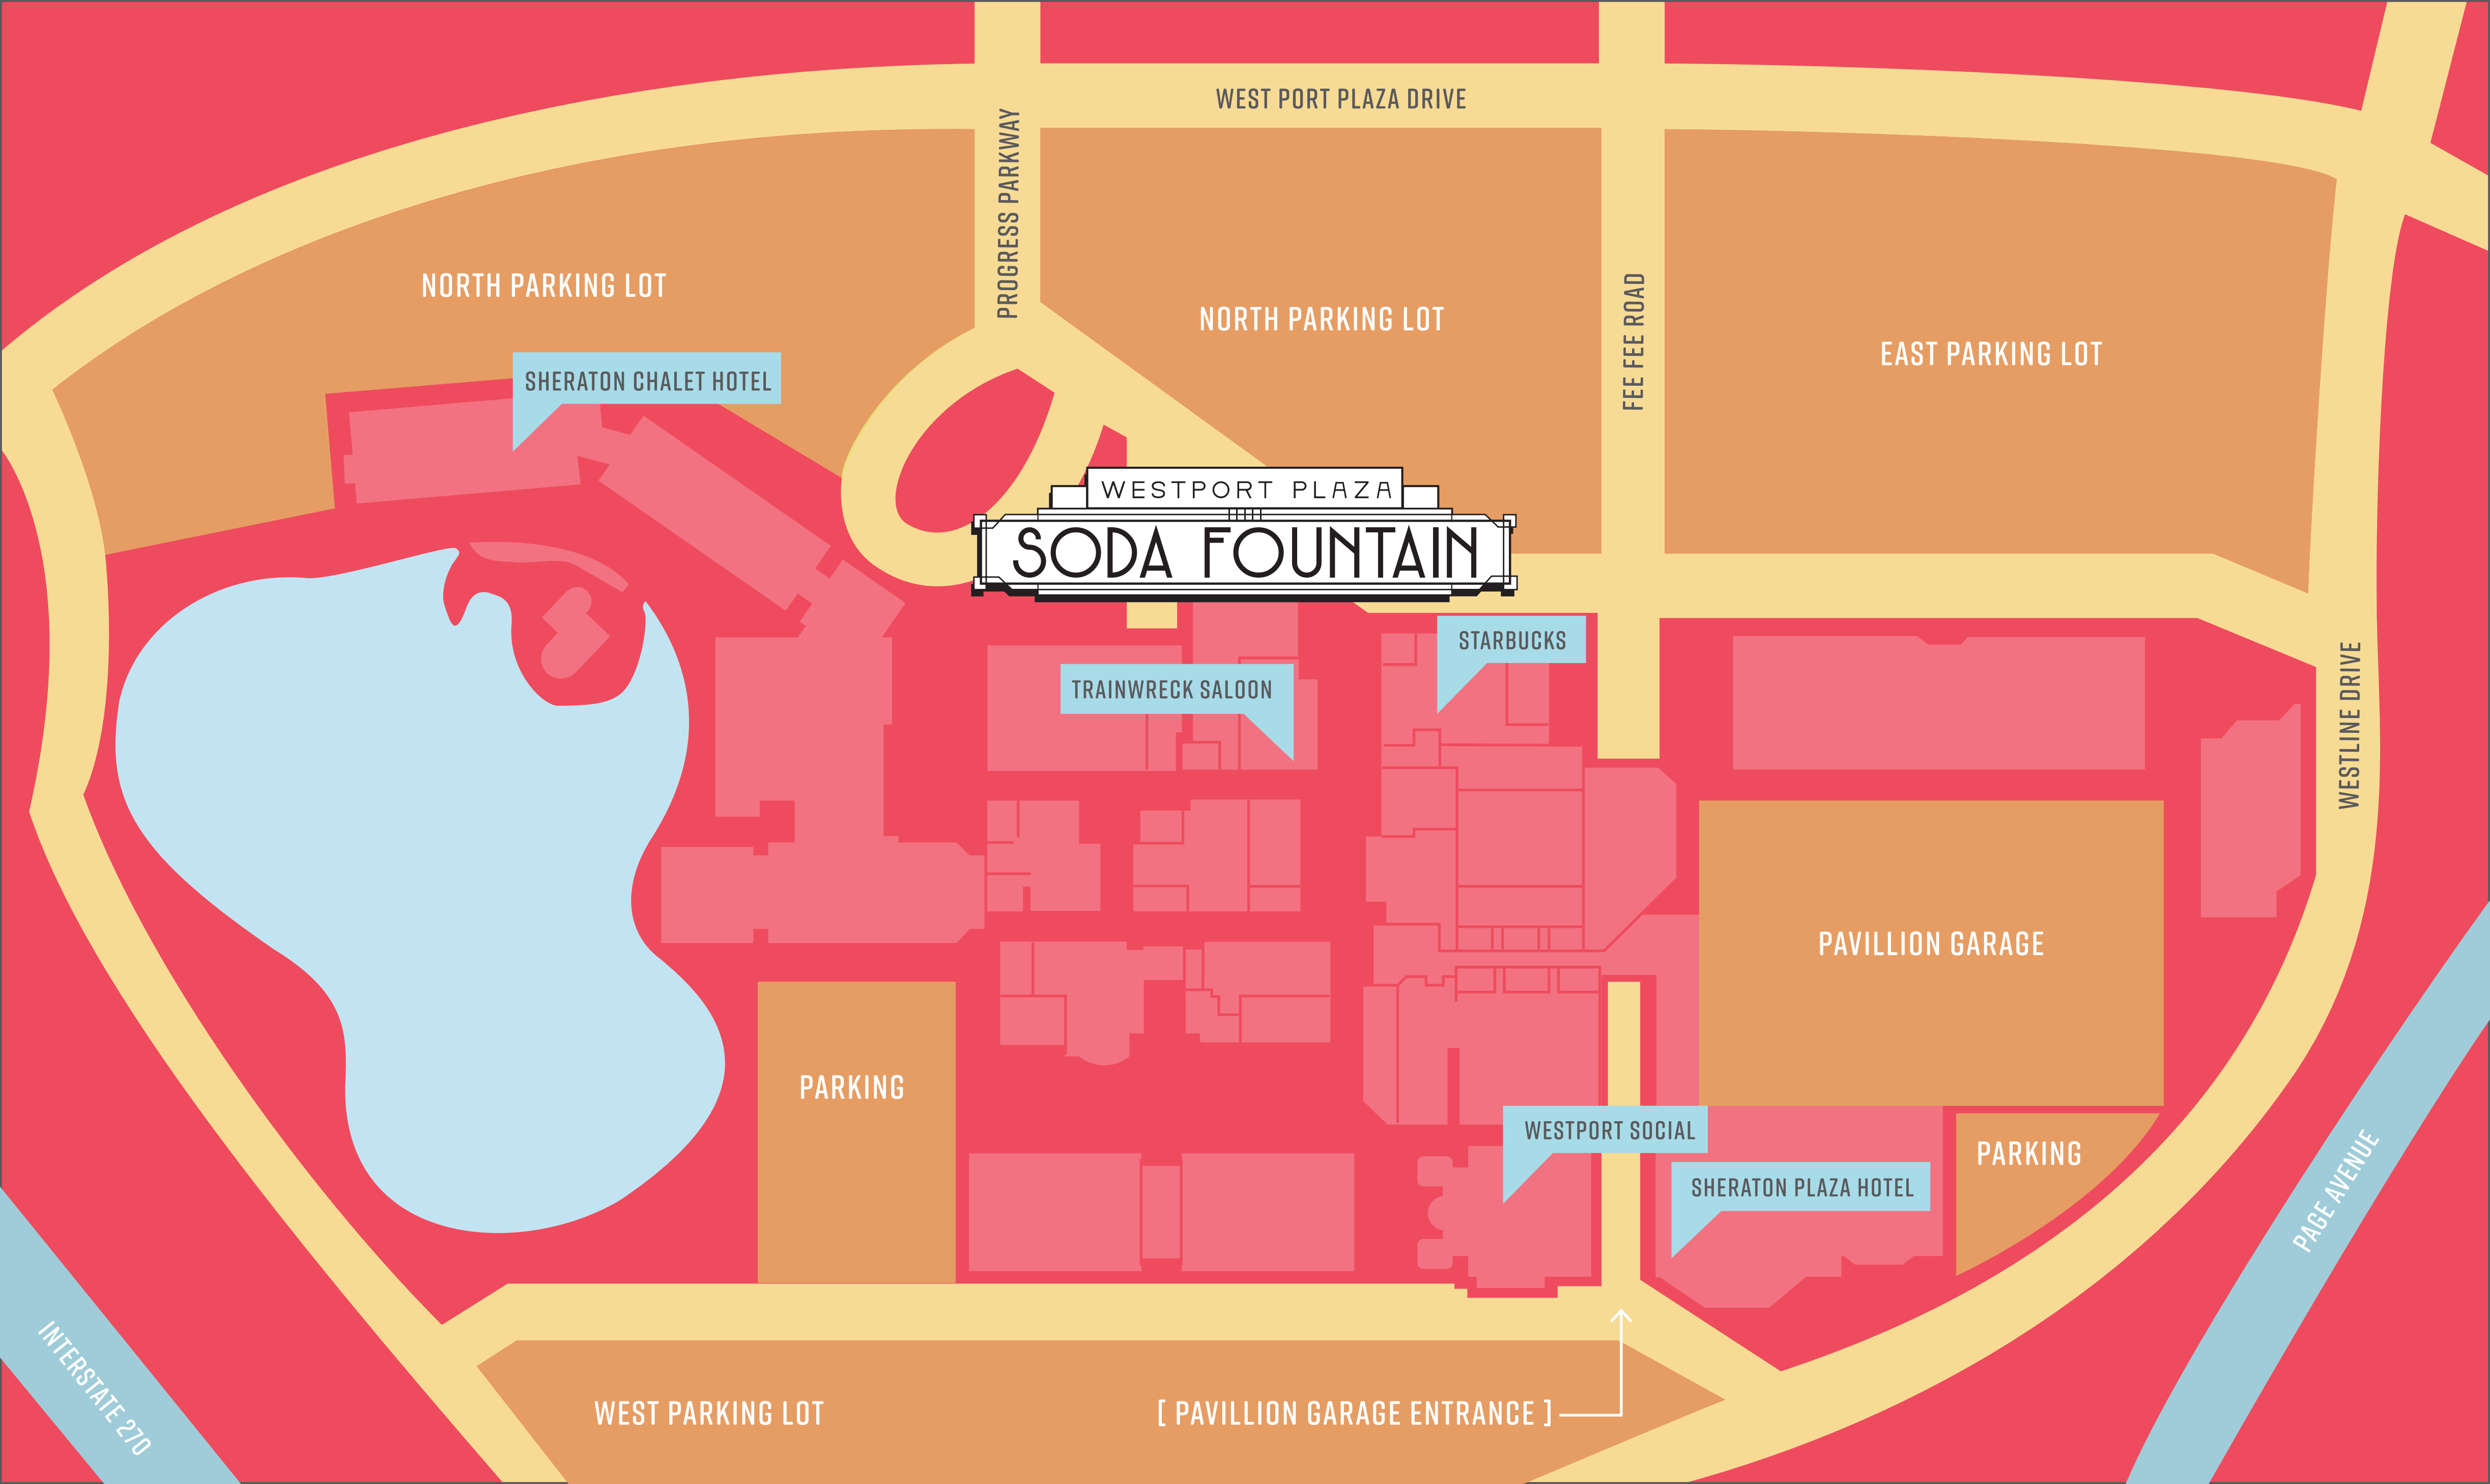 WEST PORT PLAZA DRIVE
PROGRESS PARKWAY
NORTH PARKING LOT
NORTH PARKING LOT
FEE FEE ROAD
EAST PARKING LOT
SHERATON CHALET HOTEL
WESTPORT PLAZA
SODA FOUNTAIN
STARBUCKS
TRAINWRECK SALOON
WESTLINE DRIVE
PAVILLION GARAGE
PARKING
WESTPORT SOCIAL
PARKING
SHERATON PLAZA HOTEL
PAGE AVENUE
INTERSTATE 270
WEST PARKING LOT
[ PAVILLION GARAGE ENTRANCE ]